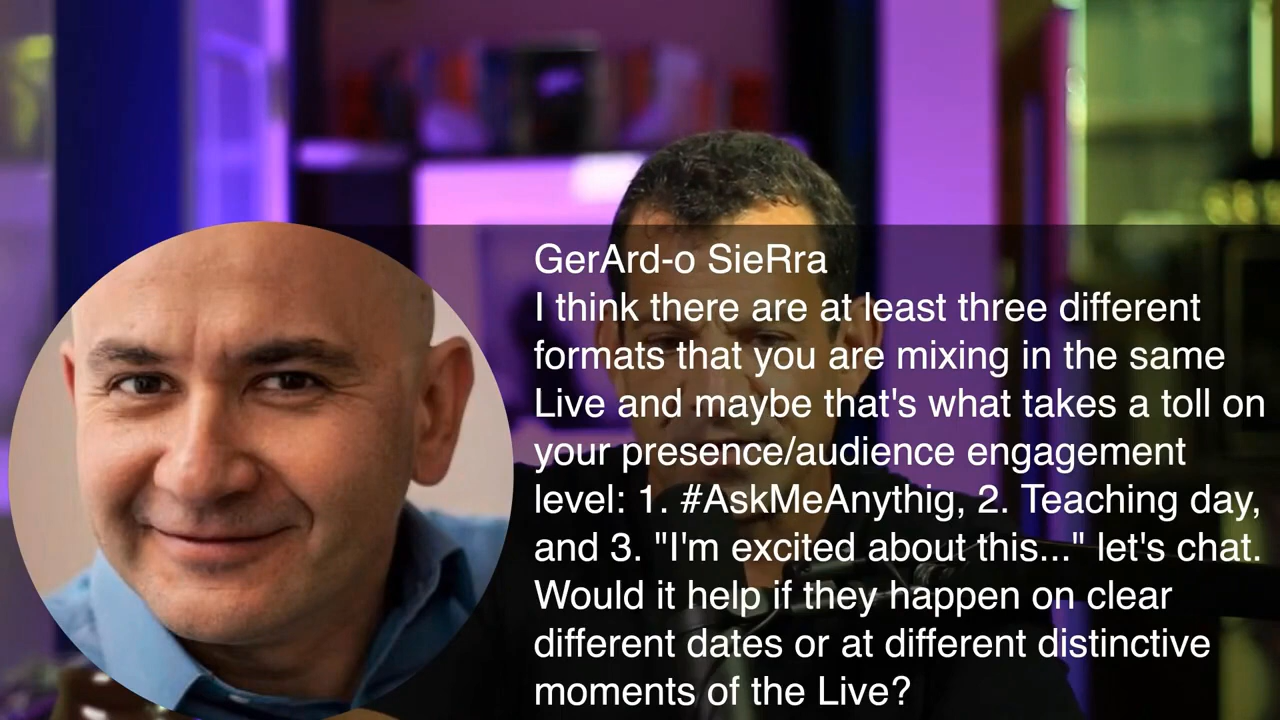 GerArd-o SieRra
I think there are at least three different
formats that you are mixing in the same
Live and maybe that's what takes a toll on
your presence/audience engagement
level: 1. #AskMeAnythig, 2. Teaching day,
and 3. "I'm excited about this..." let's chat.
Would it help if they happen on clear
different dates or at different distinctive
moments of the Live?